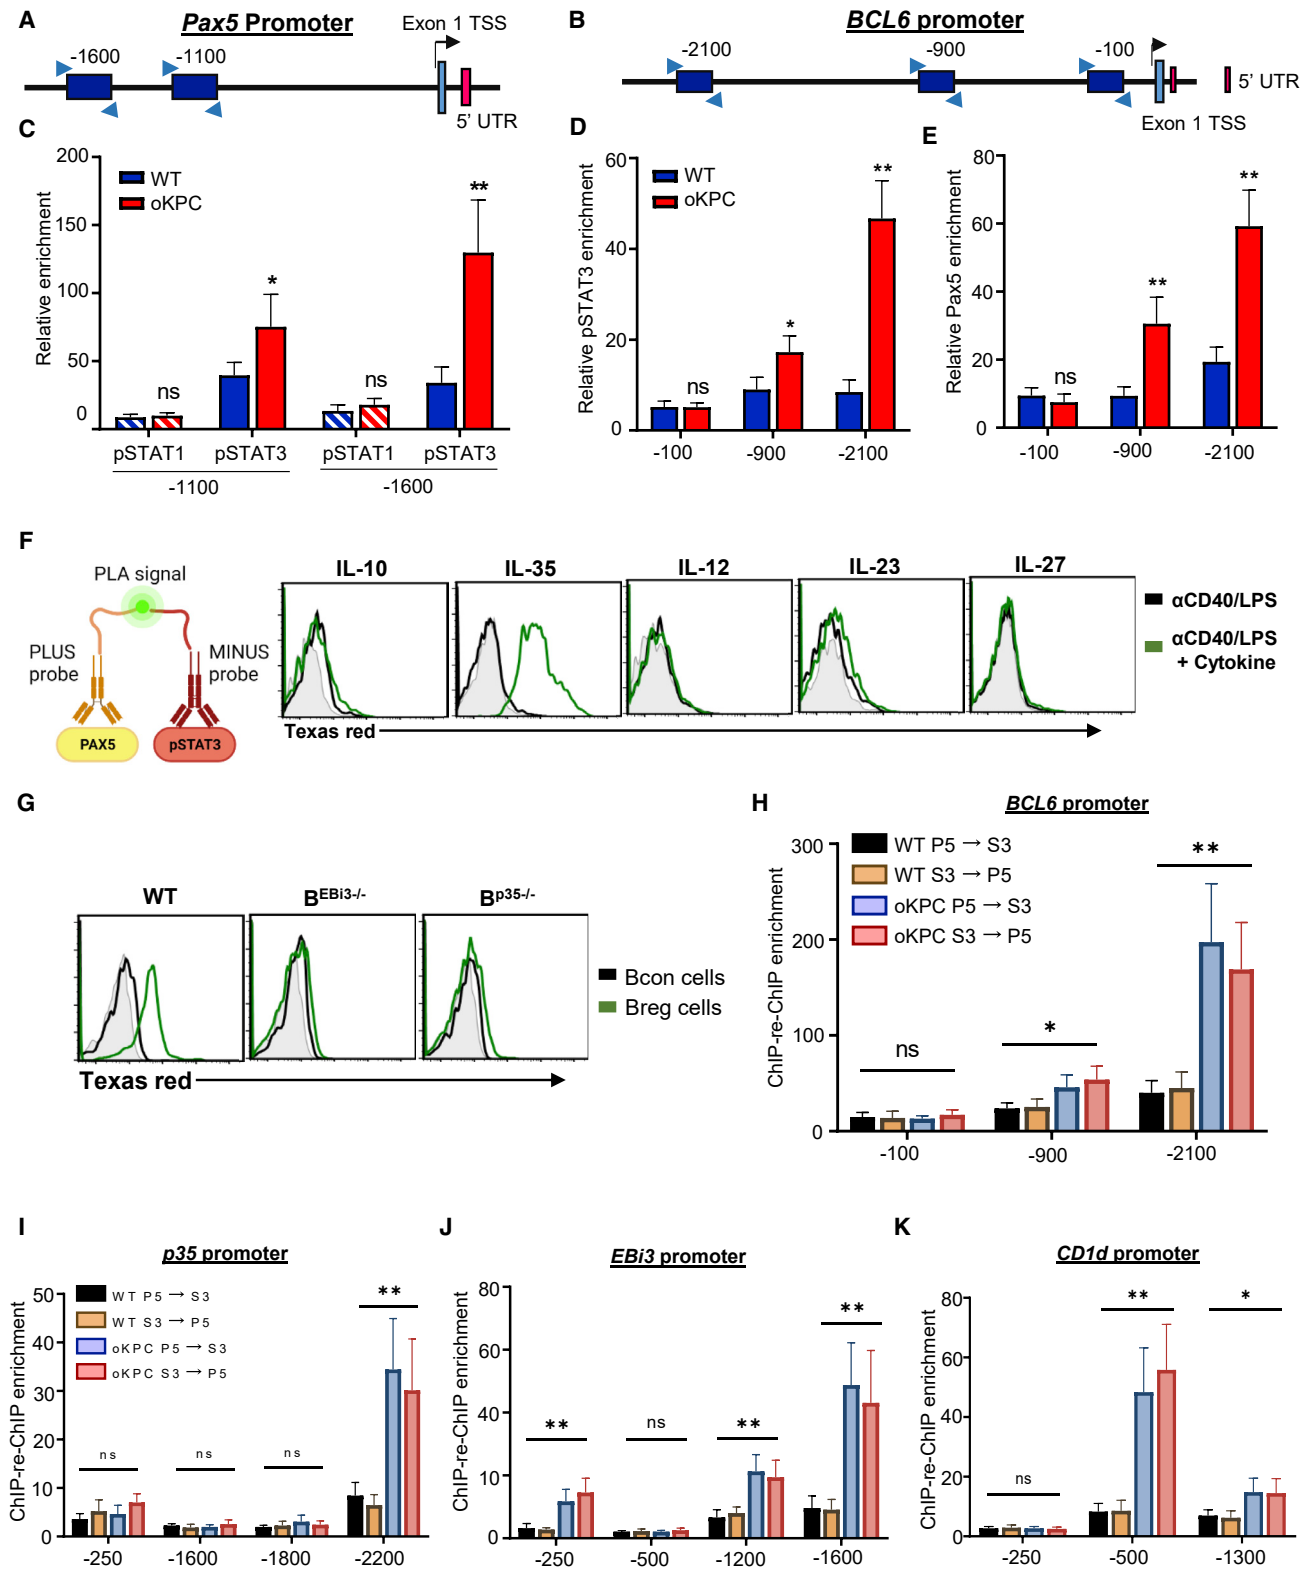 A
Pax5 Promoter
Exon 1 TSS
-1600
-1100
5' UTR
B
BCL6 promoter
-2100
-900
-100
5' UTR
Exon 1 TSS
C
Relative enrichment
200
150
100
50
0
WT
oKPC
ns
*
ns
**
pSTAT1
pSTAT3
pSTAT1
pSTAT3
-1100
-1600
D
Relative pSTAT3 enrichment
60
40
20
0
WT
oKPC
ns
*
**
-100
-900
-2100
E
Relative Pax5 enrichment
80
60
40
20
0
ns
**
**
-100
-900
-2100
F
PLA signal
PLUS probe
MINUS probe
PAX5
pSTAT3
IL-10
IL-35
IL-12
IL-23
IL-27
Texas red
αCD40/LPS
αCD40/LPS
+ Cytokine
G
WT
BEBi3-/-
Bp35-/-
Bcon cells
Breg cells
Texas red
H
BCL6 promoter
ChIP-re-ChIP enrichment
300
200
100
0
WT P5 → S3
WT S3 → P5
oKPC P5 → S3
oKPC S3 → P5
ns
*
**
-100
-900
-2100
I
p35 promoter
ChIP-re-ChIP enrichment
50
40
30
20
10
0
WT P5 → S3
WT S3 → P5
oKPC P5 → S3
oKPC S3 → P5
ns
ns
ns
**
-250
-1600
-1800
-2200
J
EBi3 promoter
ChIP-re-ChIP enrichment
80
60
40
10
0
**
ns
**
**
-250
-500
-1200
-1600
K
CD1d promoter
ChIP-re-ChIP enrichment
80
60
40
20
0
ns
**
*
-250
-500
-1300